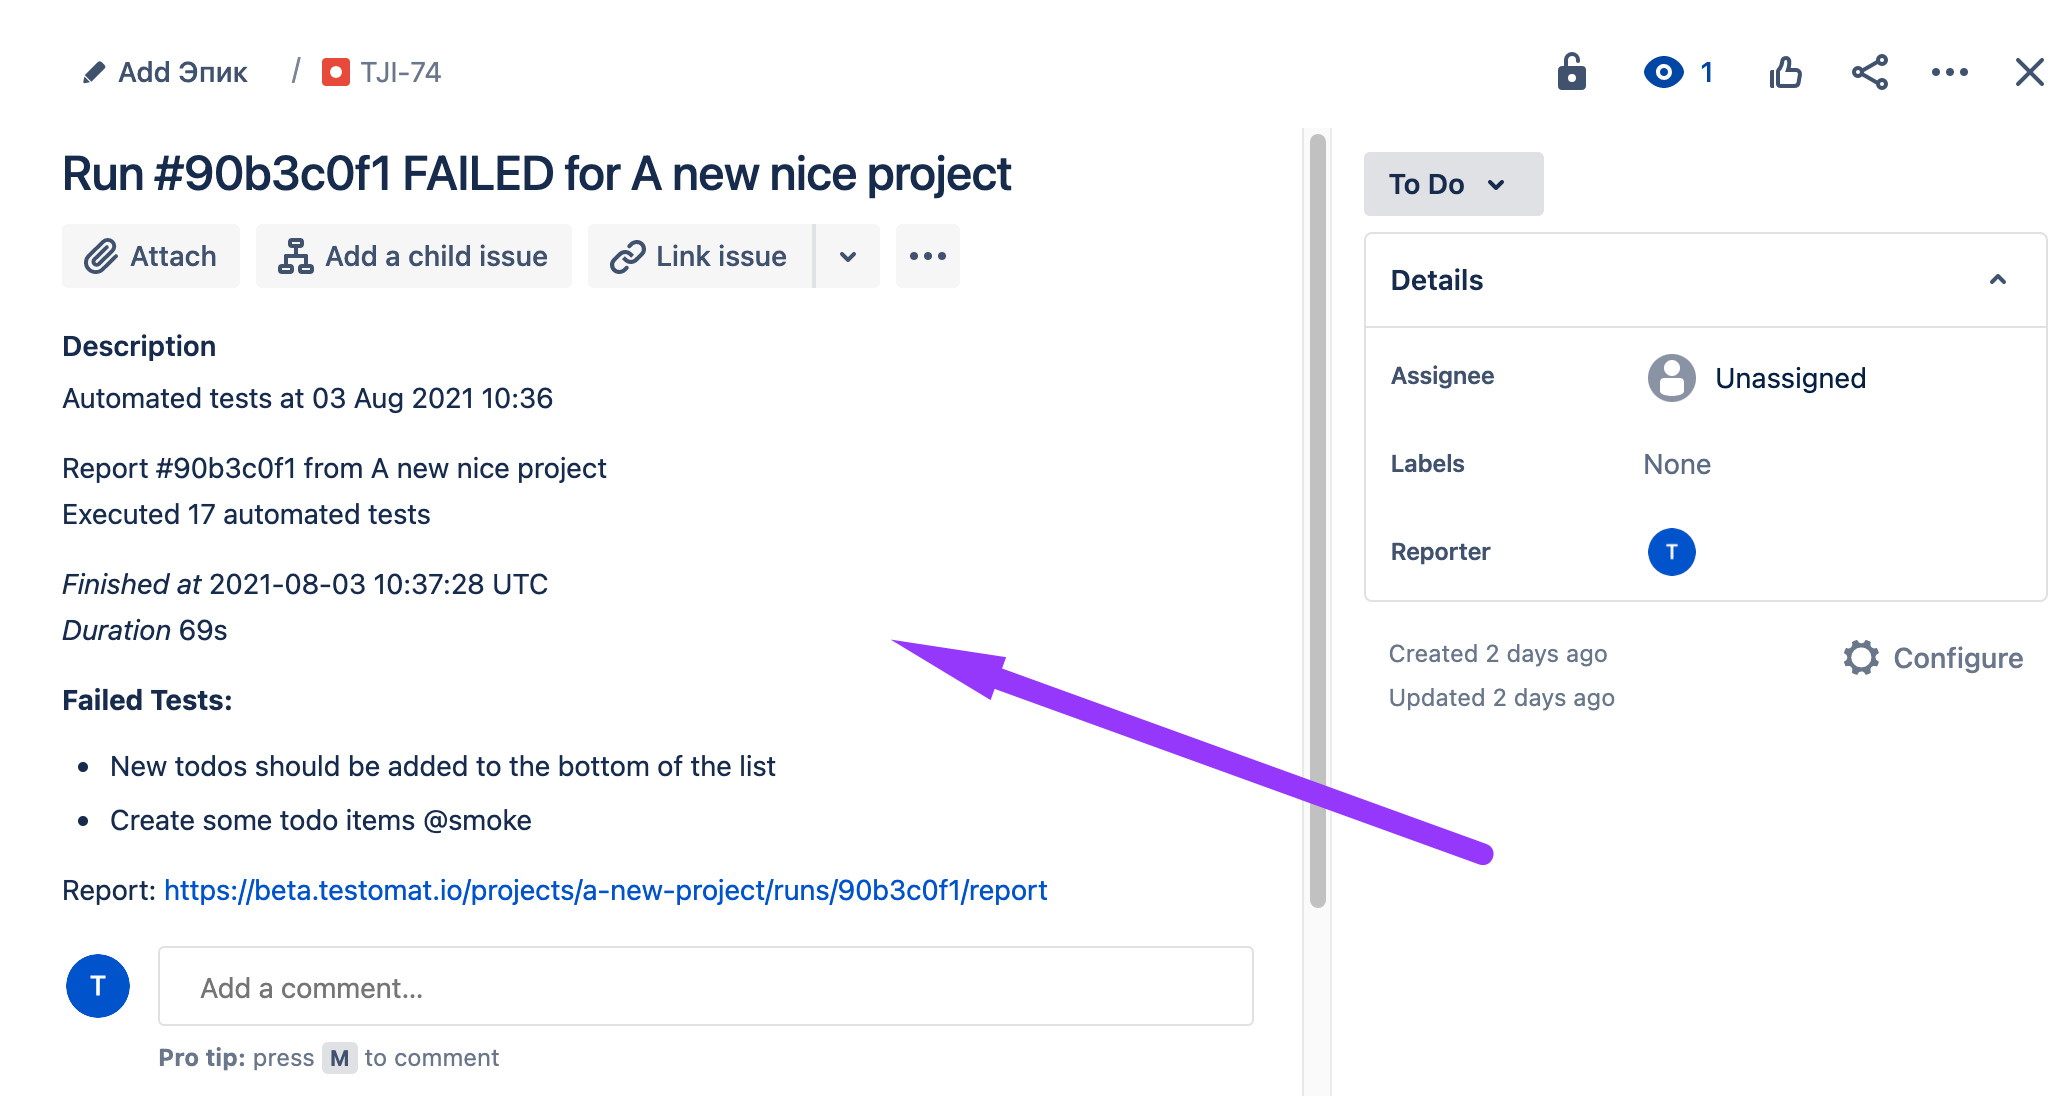 Add Эпик / TJI-74
1
Run #90b3c0f1 FAILED for A new nice project
Attach
Add a child issue
Link issue
Description
Automated tests at 03 Aug 2021 10:36
Report #90b3c0f1 from A new nice project
Executed 17 automated tests
Finished at 2021-08-03 10:37:28 UTC
Duration 69s
Failed Tests:
• New todos should be added to the bottom of the list
• Create some todo items @smoke
Report: https://beta.testomat.io/projects/a-new-project/runs/90b3c0f1/report
T
Add a comment...
Pro tip: press M to comment
To Do
Details
Assignee
Unassigned
Labels
None
Reporter
T
Created 2 days ago
Updated 2 days ago
Configure